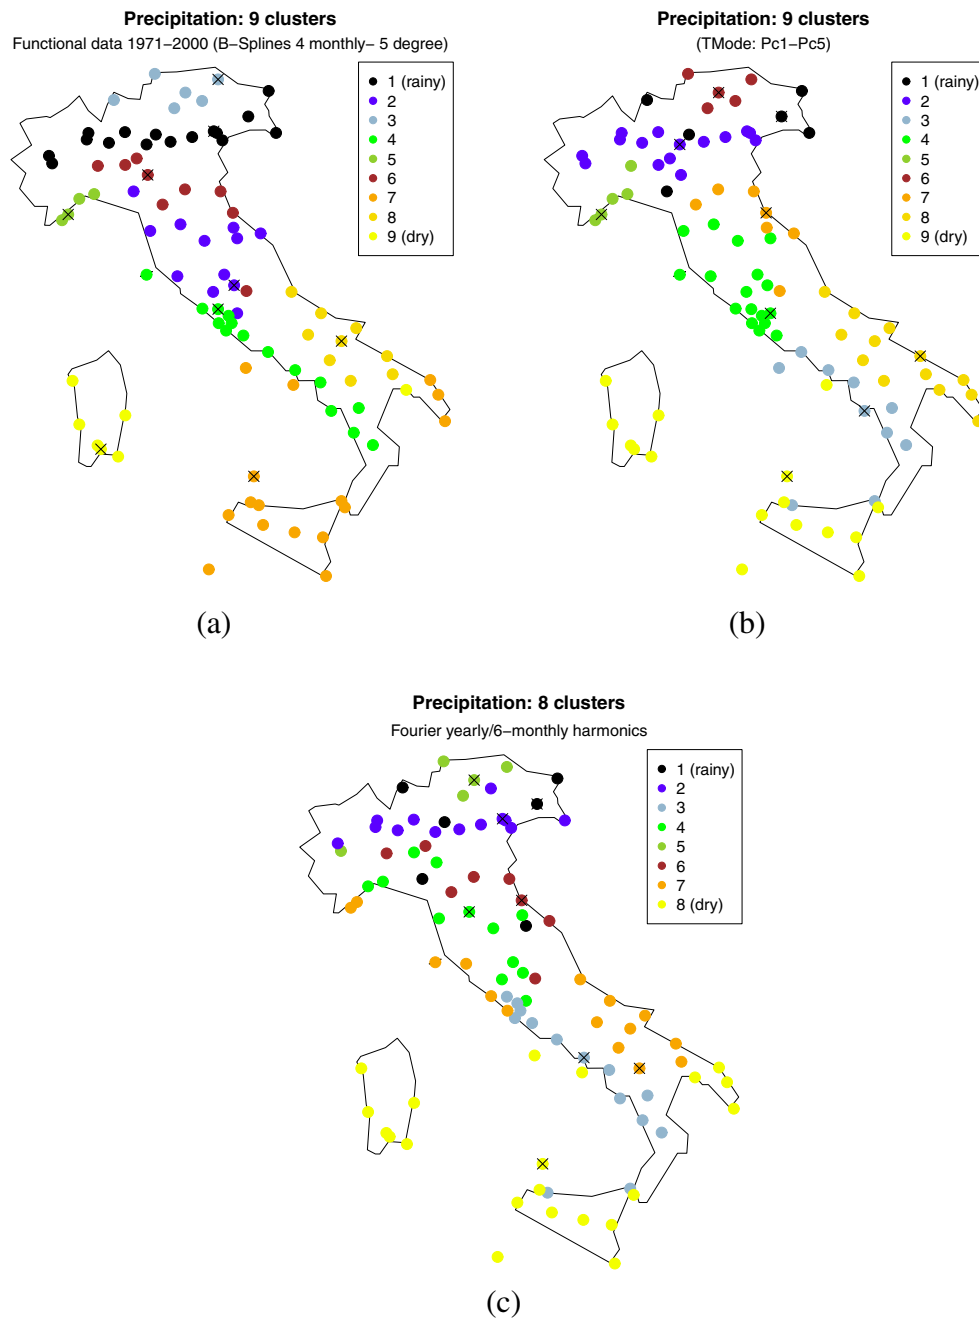 Precipitation: 9 clusters
Functional data 1971−2000 (B−Splines 4 monthly− 5 degree)
1 (rainy)
2
3
4
5
6
7
8
9 (dry)
(a)
Precipitation: 9 clusters
(TMode: Pc1−Pc5)
1 (rainy)
2
3
4
5
6
7
8
9 (dry)
(b)
Precipitation: 8 clusters
Fourier yearly/6−monthly harmonics
1 (rainy)
2
3
4
5
6
7
8 (dry)
(c)